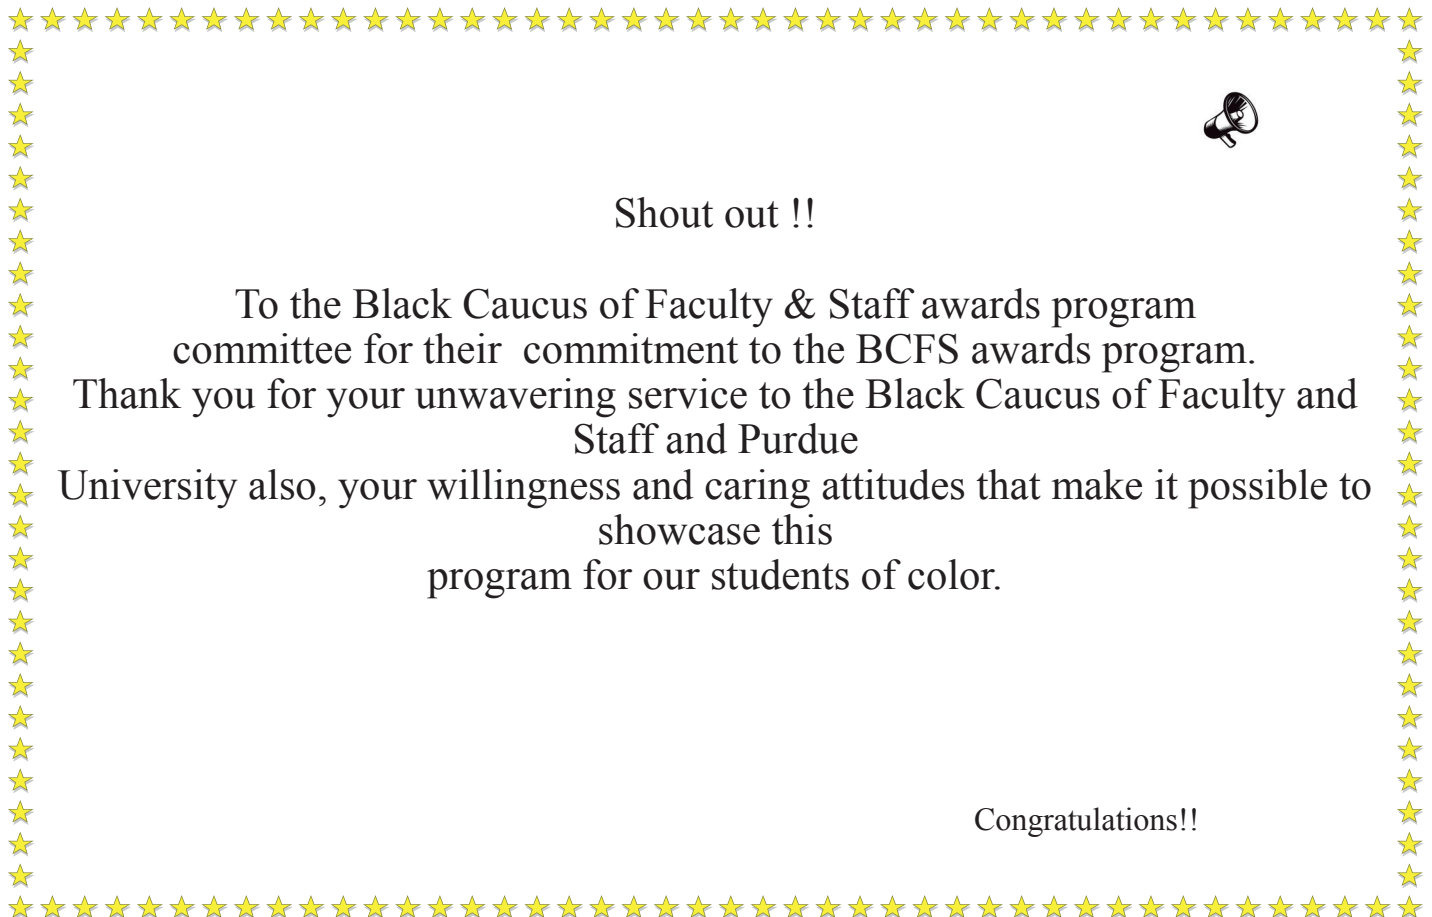 Shout out !!
To the Black Caucus of Faculty & Staff awards program
committee for their  commitment to the BCFS awards program.
Thank you for your unwavering service to the Black Caucus of Faculty and
Staff and Purdue
University also, your willingness and caring attitudes that make it possible to
showcase this
program for our students of color.
Congratulations!!